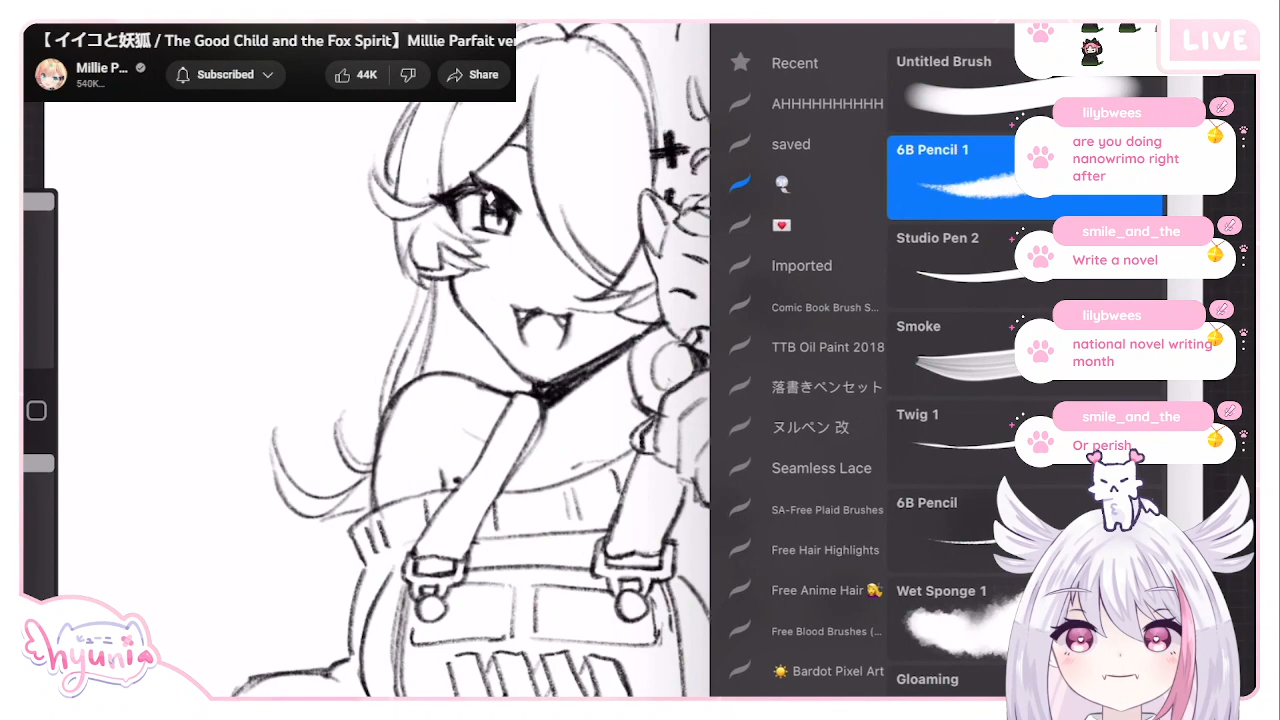 【 イイコと妖狐 / The Good Child and the Fox Spirit】Millie Parfait ver
Millie P...
540K...
Subscribed
44K
Share
LIVE
Recent
AHHHHHHHHHH
saved
Imported
Comic Book Brush S...
TTB Oil Paint 2018
落書きペンセット
ヌルペン 改
Seamless Lace
SA-Free Plaid Brushes
Free Hair Highlights
Free Anime Hair 💇
Free Blood Brushes (...
☀️ Bardot Pixel Art
Untitled Brush
6B Pencil 1
Studio Pen 2
Smoke
Twig 1
6B Pencil
Wet Sponge 1
Gloaming
lilybwees
are you doing
nanowrimo right
after
smile_and_the
Write a novel
lilybwees
national novel writing
month
smile_and_the
Or perish
ヒューニ
hyunia